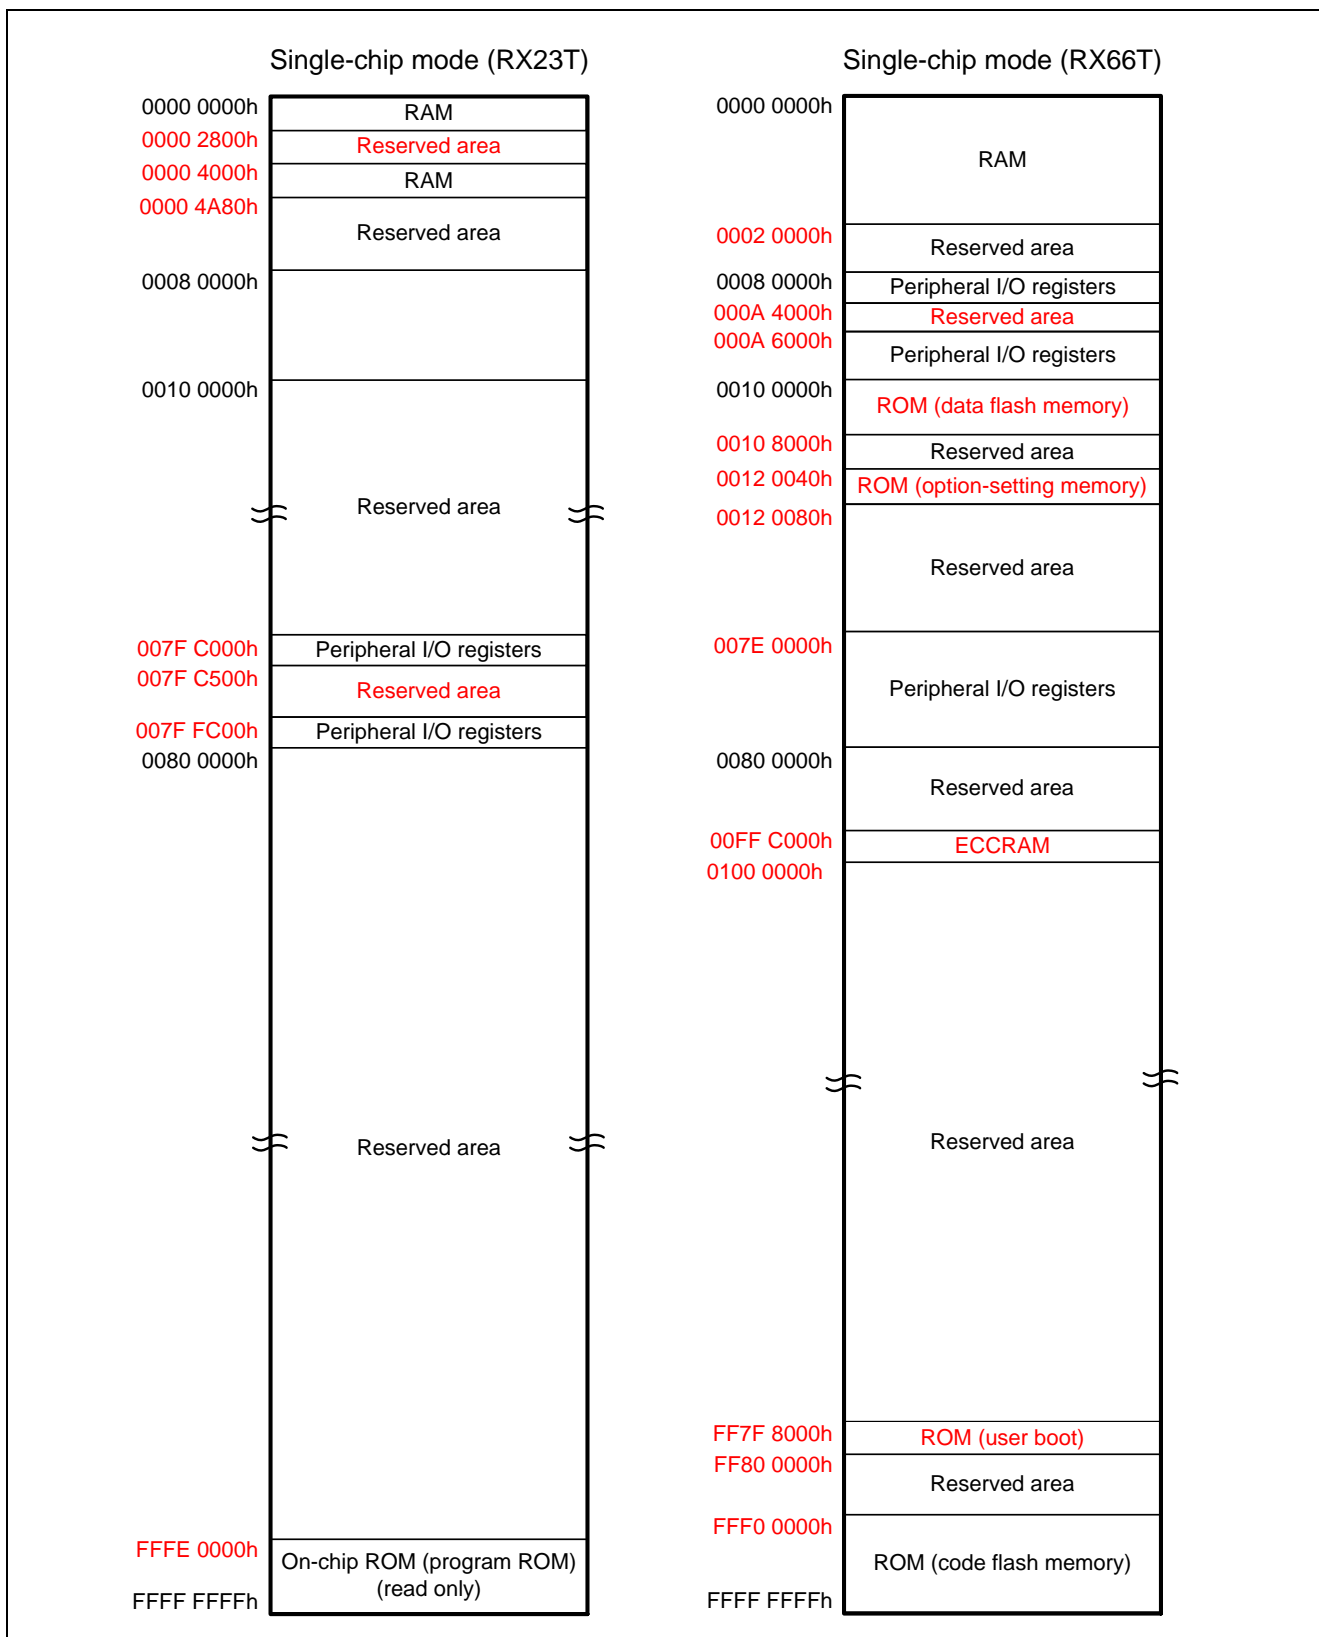 Single-chip mode (RX23T)
0000 0000h
RAM
0000 2800h
Reserved area
0000 4000h
RAM
0000 4A80h
Reserved area
0008 0000h
0010 0000h
Reserved area
007F C000h
Peripheral I/O registers
007F C500h
Reserved area
007F FC00h
Peripheral I/O registers
0080 0000h
Reserved area
FFFE 0000h
On-chip ROM (program ROM)
(read only)
FFFF FFFFh
Single-chip mode (RX66T)
0000 0000h
RAM
0002 0000h
Reserved area
0008 0000h
Peripheral I/O registers
000A 4000h
Reserved area
000A 6000h
Peripheral I/O registers
0010 0000h
ROM (data flash memory)
0010 8000h
Reserved area
0012 0040h
ROM (option-setting memory)
0012 0080h
Reserved area
007E 0000h
Peripheral I/O registers
0080 0000h
Reserved area
00FF C000h
ECCRAM
0100 0000h
Reserved area
FF7F 8000h
ROM (user boot)
FF80 0000h
Reserved area
FFF0 0000h
ROM (code flash memory)
FFFF FFFFh